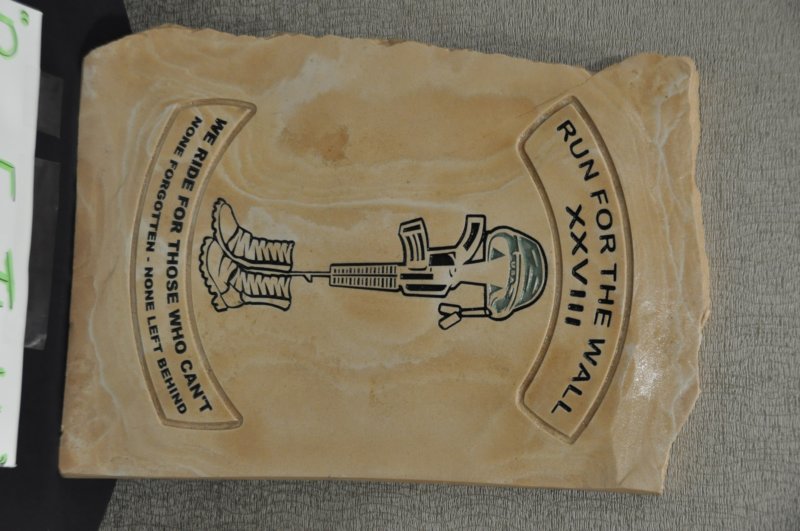 RUN FOR THE WALL
XXVIII
WE RIDE FOR THOSE WHO CAN'T
NONE FORGOTTEN - NONE LEFT BEHIND